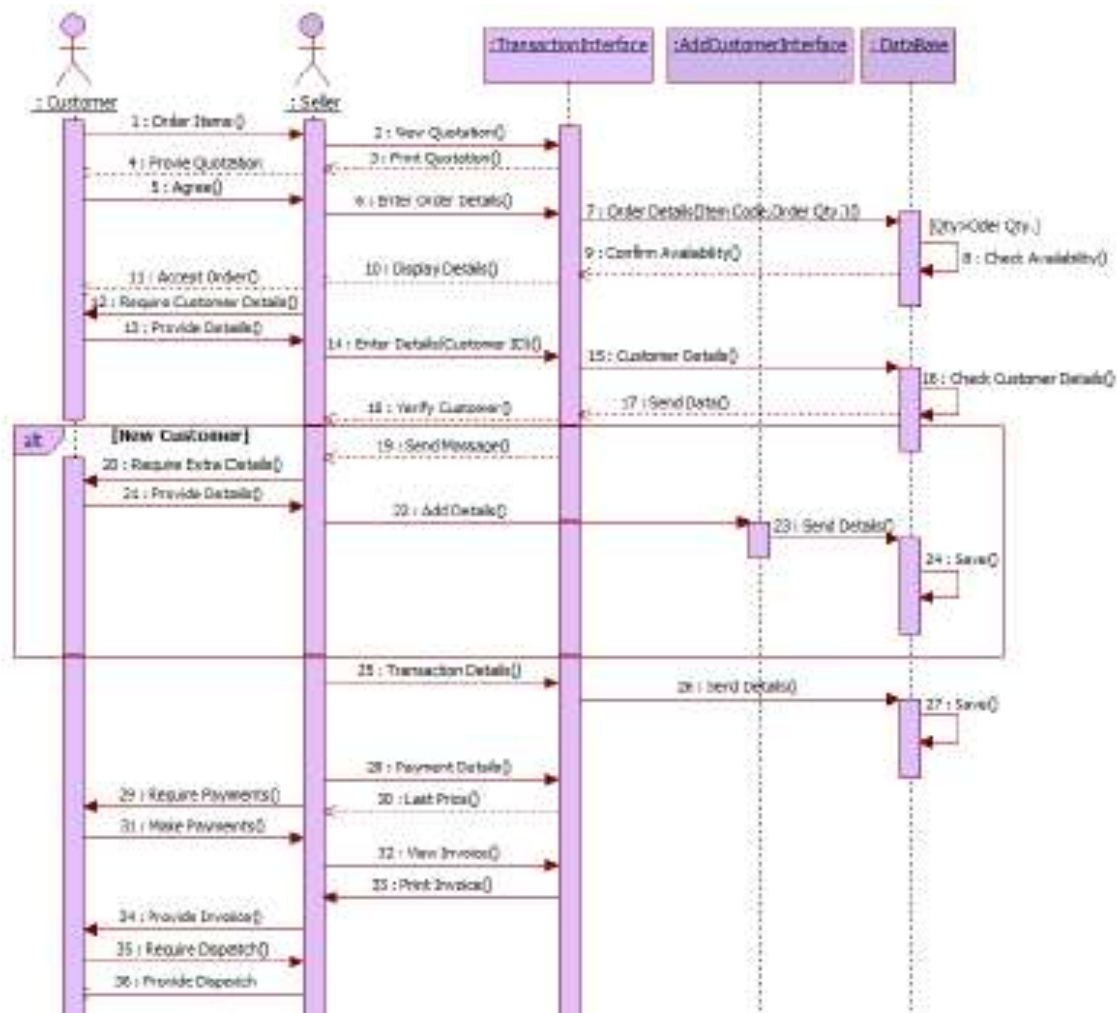 : Customer
: Seller
:TransactionInterface
:AddCustomerInterface
: DataBase
1 : Order Items()
2 : View Quotation()
3 : Print Quotation()
4 : Provie Quotation
5 : Agree()
6 : Enter Order Details()
7 : Order Details(Item Code,Order Qty.)()
[Qty>Oder Qty.]
8 : Check Availability()
9 : Confirm Availability()
10 : Display Details()
11 : Accept Order()
12 : Require Customer Details()
13 : Provide Details()
14 : Enter Details(Customer ID)()
15 : Customer Details()
16 : Check Customer Details()
17 : Send Data()
18 : Verify Customer()
alt
[New Customer]
19 : Send Message()
20 : Require Extra Details()
21 : Provide Details()
22 : Add Details()
23 : Send Details()
24 : Save()
25 : Transaction Details()
26 : Send Details()
27 : Save()
28 : Payment Details()
29 : Require Payments()
30 : Last Price()
31 : Make Payments()
32 : View Invoice()
33 : Print Invoice()
34 : Provide Invoice()
35 : Require Dispatch()
36 : Provide Dispatch